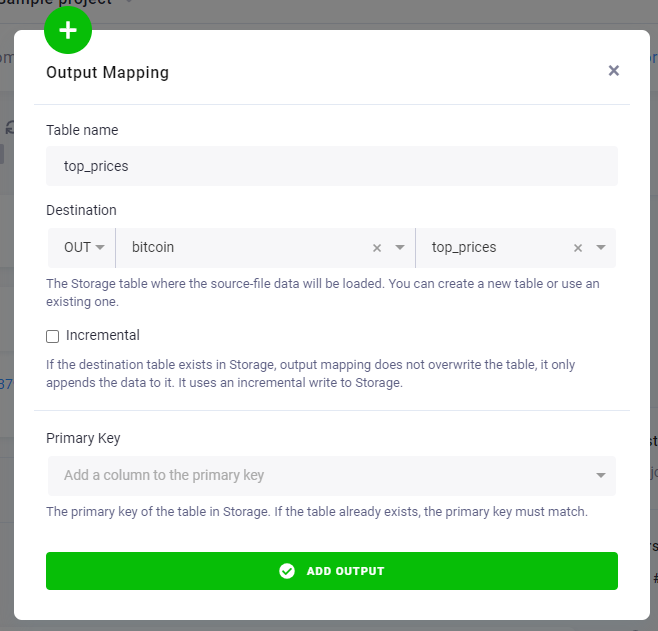 Sample project
Output Mapping
Table name
top_prices
Destination
OUT bitcoin top_prices
The Storage table where the source-file data will be loaded. You can create a new table or use an
existing one.
Incremental
If the destination table exists in Storage, output mapping does not overwrite the table, it only
appends the data to it. It uses an incremental write to Storage.
Primary Key
Add a column to the primary key
The primary key of the table in Storage. If the table already exists, the primary key must match.
ADD OUTPUT